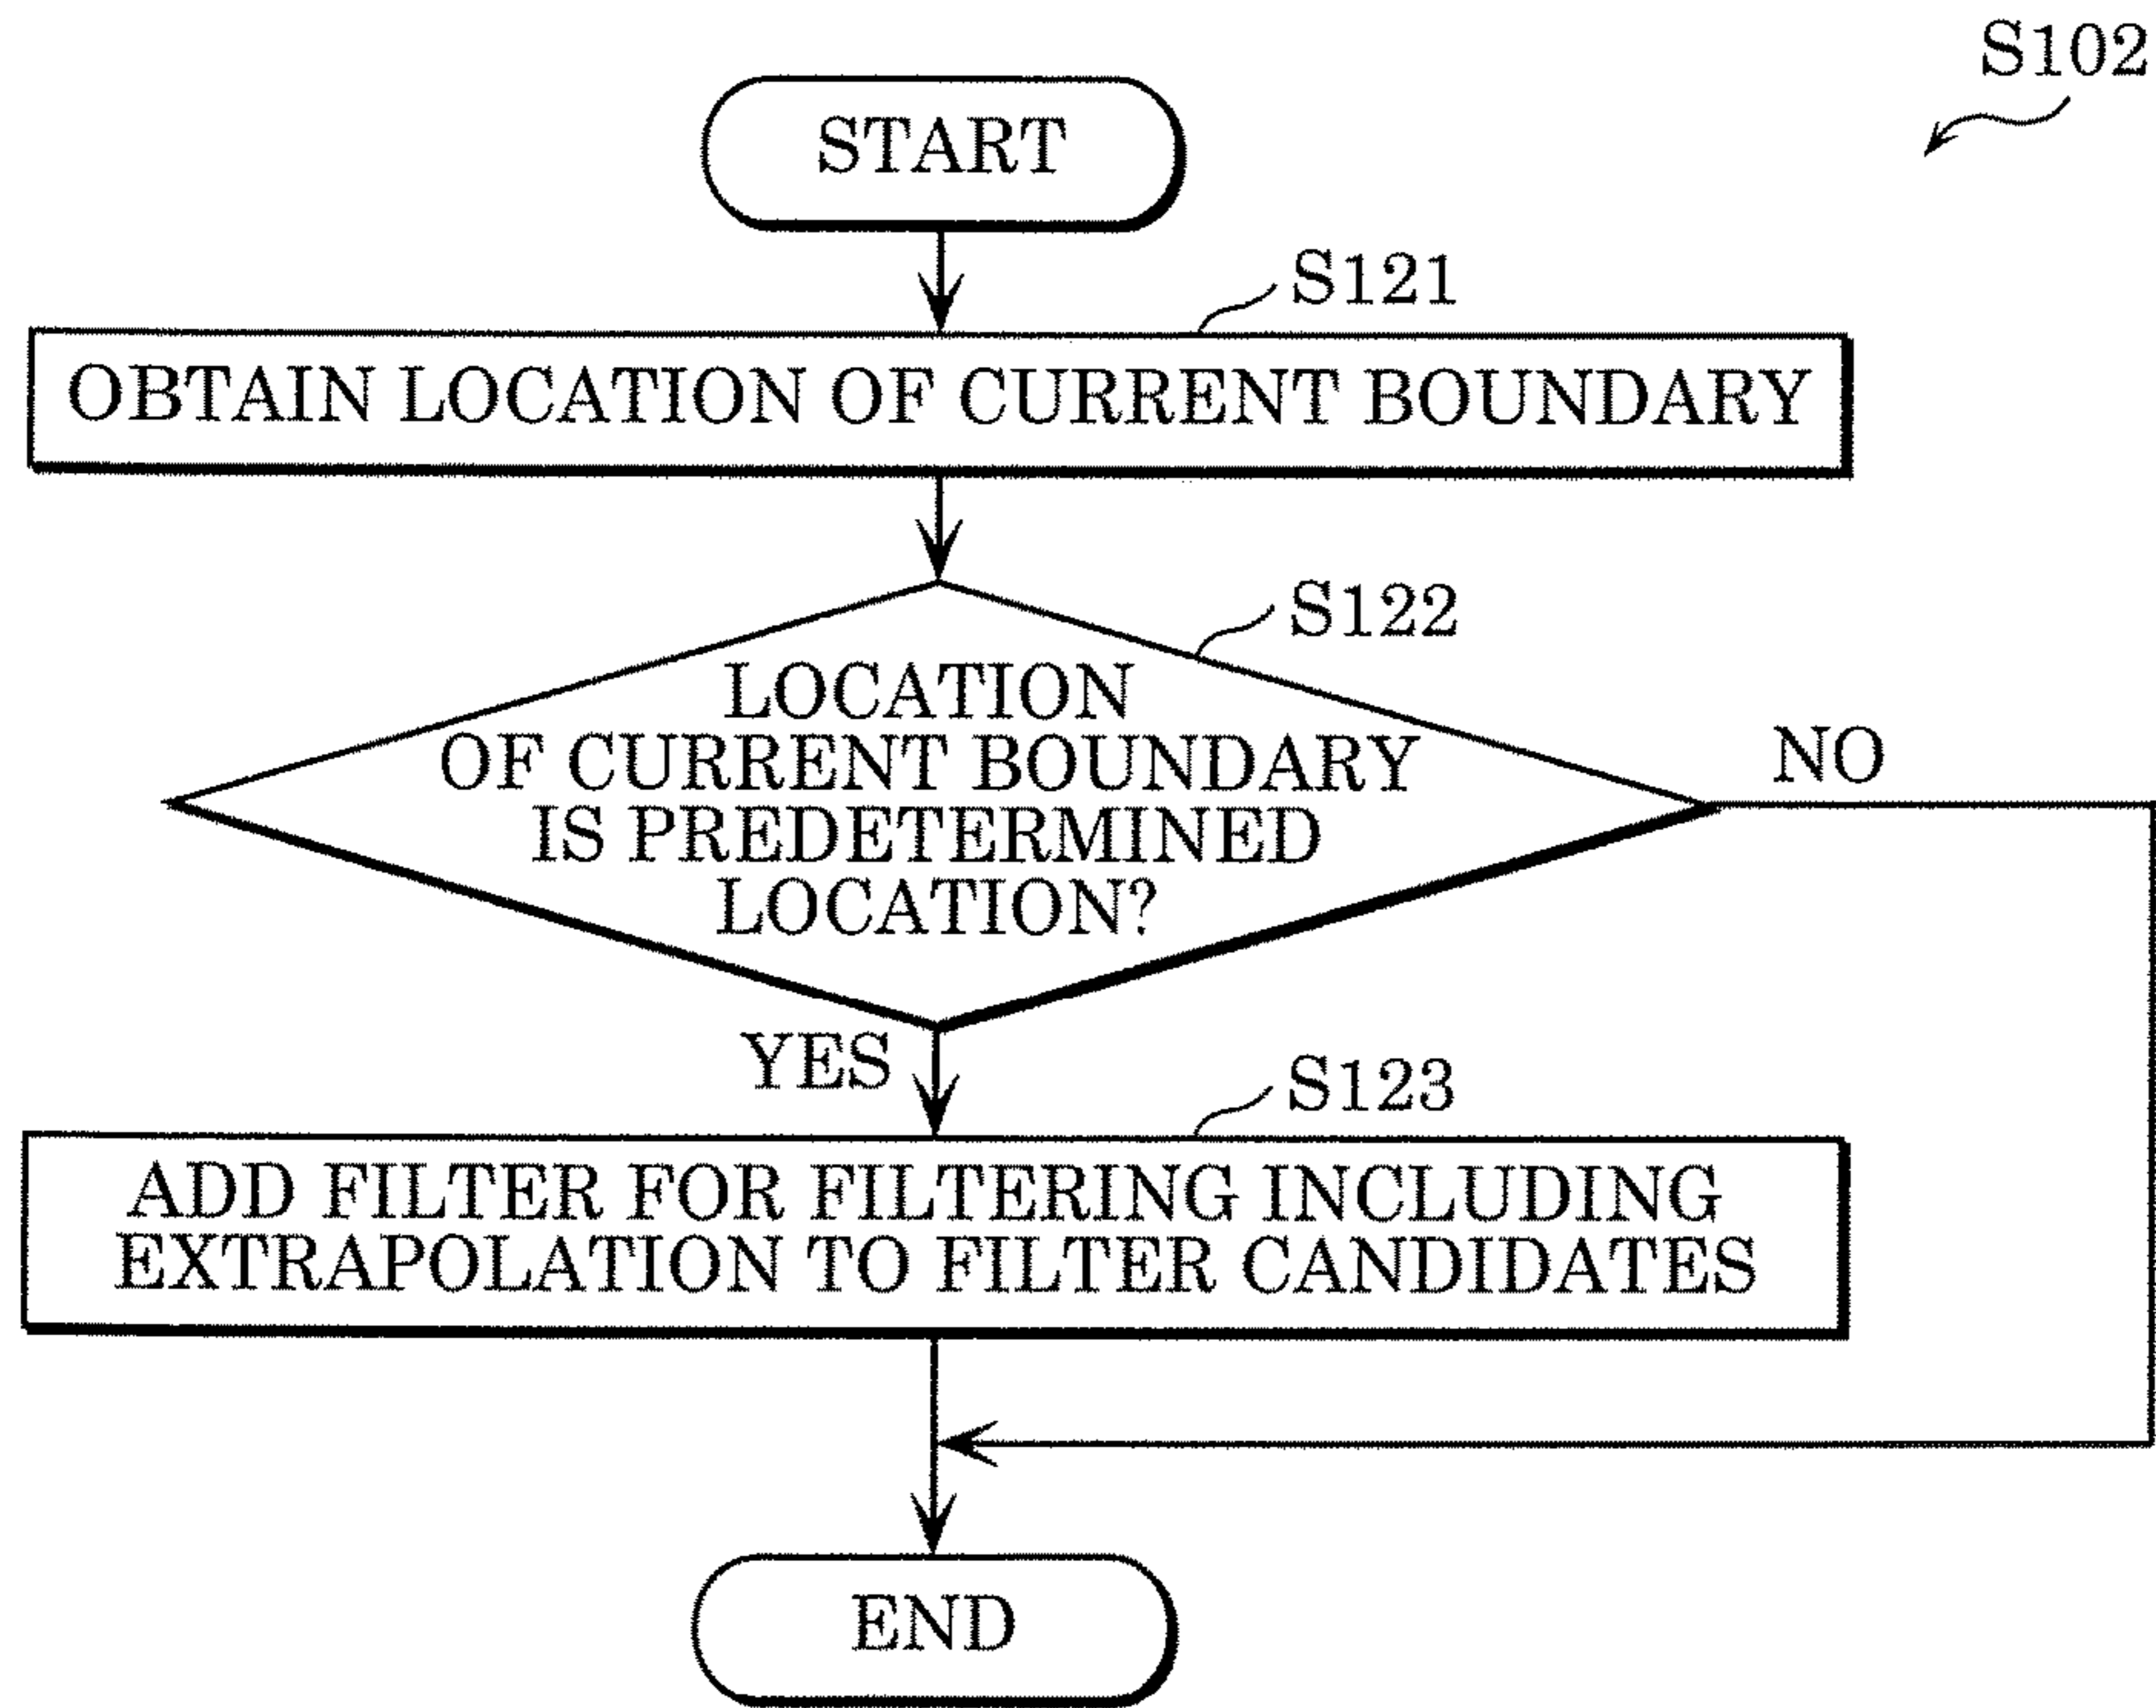 S102
START
S121
OBTAIN LOCATION OF CURRENT BOUNDARY
S122
LOCATION
OF CURRENT BOUNDARY
IS PREDETERMINED
LOCATION?
NO
YES
S123
ADD FILTER FOR FILTERING INCLUDING
EXTRAPOLATION TO FILTER CANDIDATES
END